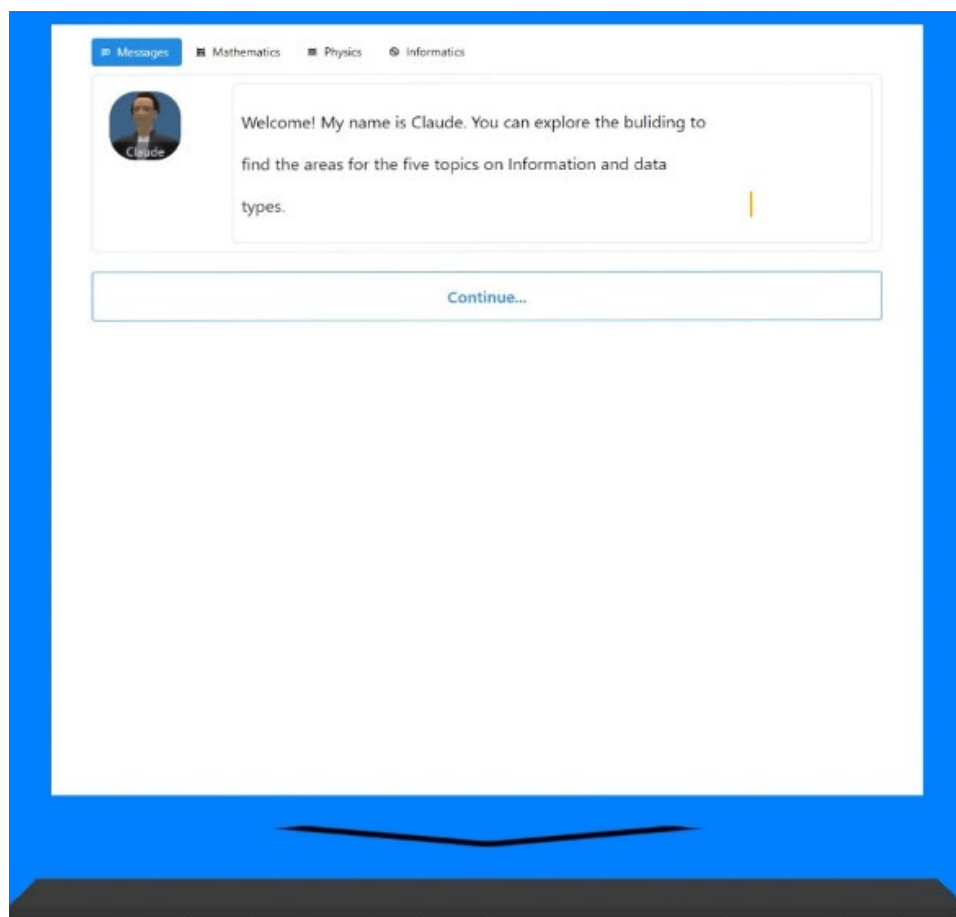 Messages Mathematics Physics Informatics
Claude
Welcome! My name is Claude. You can explore the buliding to
find the areas for the five topics on Information and data
types.
Continue...